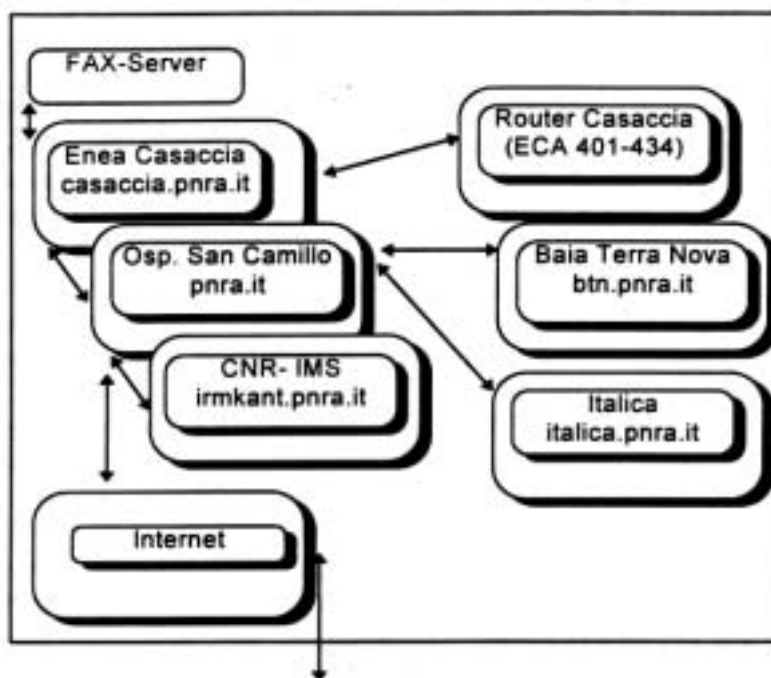 FAX-Server
Enea Casaccia
casaccia.pnra.it
Router Casaccia
(ECA 401-434)
Osp. San Camillo
pnra.it
Baia Terra Nova
btn.pnra.it
CNR- IMS
irmkant.pnra.it
Italica
italica.pnra.it
Internet